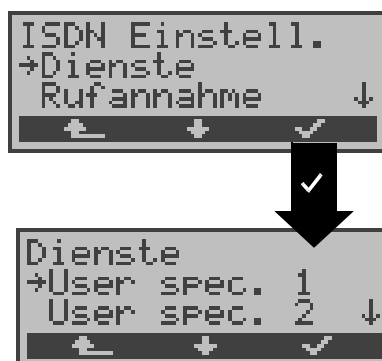 ISDN Einstell.
→Dienste
Rufannahme ↓
Dienste
→User spec. 1
User spec. 2 ↓